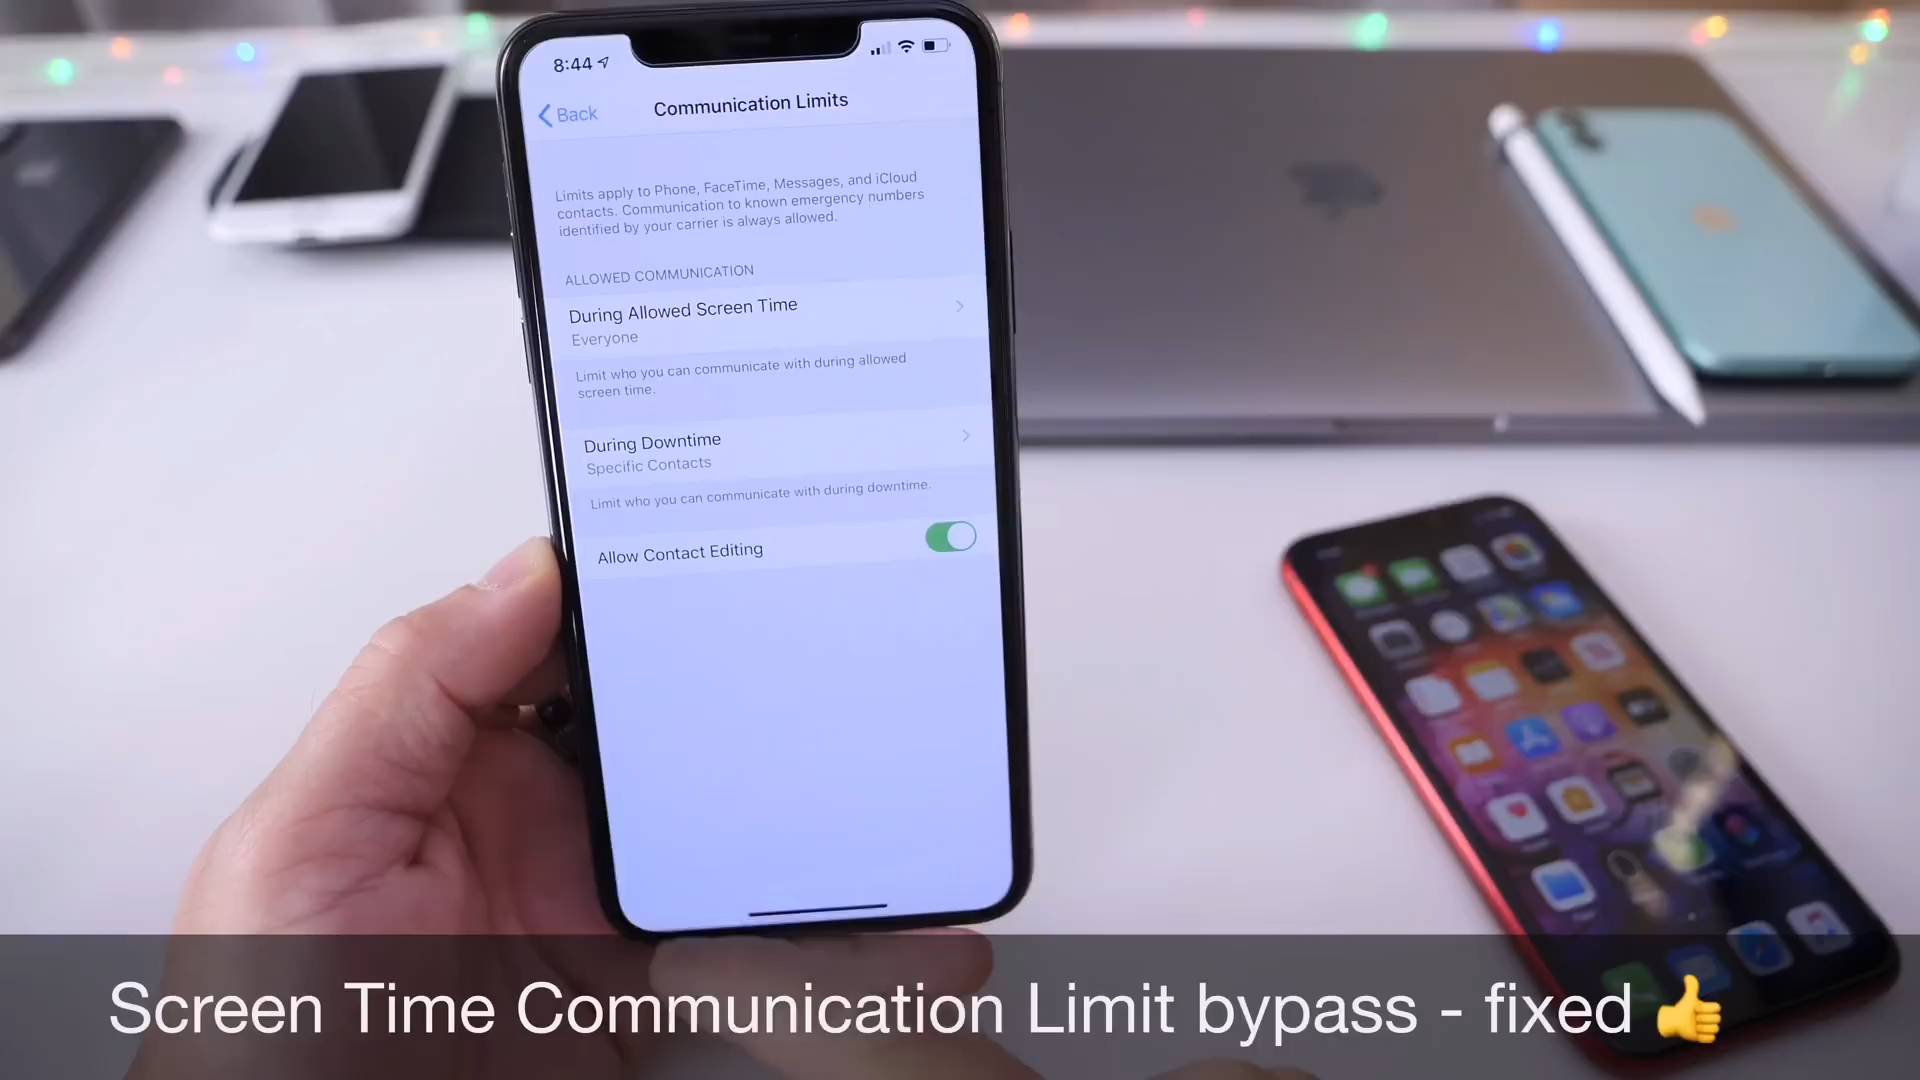 8:44
Back
Communication Limits
Limits apply to Phone, FaceTime, Messages, and iCloud
contacts. Communication to known emergency numbers
identified by your carrier is always allowed.
ALLOWED COMMUNICATION
During Allowed Screen Time
Everyone
Limit who you can communicate with during allowed
screen time.
During Downtime
Specific Contacts
Limit who you can communicate with during downtime.
Allow Contact Editing
Screen Time Communication Limit bypass - fixed 👍